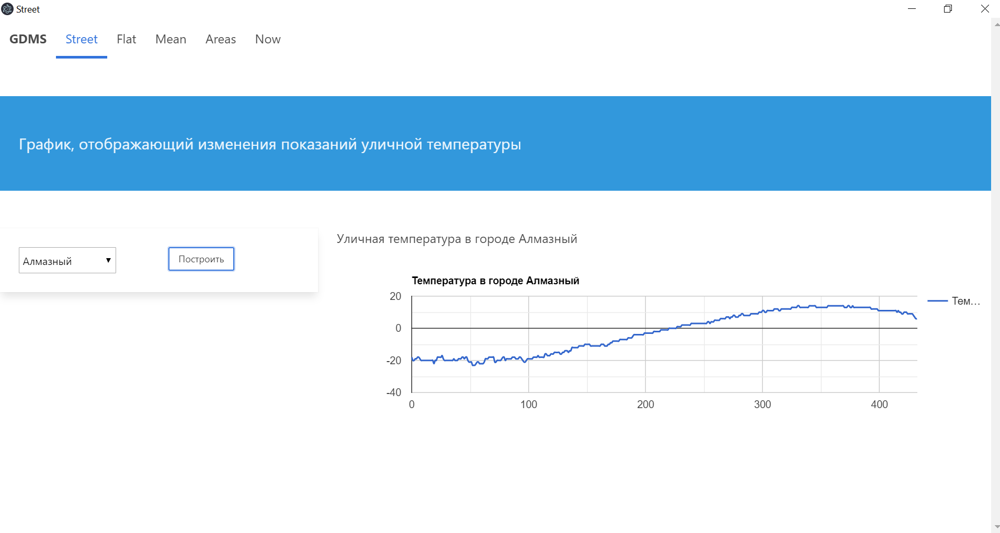 Street
GDMS Street Flat Mean Areas Now
График, отображающий изменения показаний уличной температуры
Алмазный
Построить
Уличная температура в городе Алмазный
Температура в городе Алмазный
20
0
-20
-40
0 100 200 300 400
Тем...